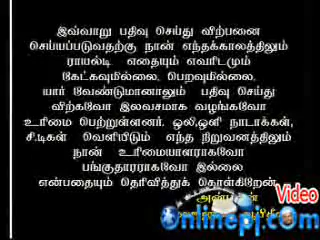 இவ்வாறு பதிவு செய்து விற்பனை
செய்யப்படுவதற்கு நான் எந்தக்காலத்திலும்
ராயல்டி எதையும் எவரிடமும்
கேட்கவுமில்லை, பெறவுமில்லை,
யார் வேண்டுமானாலும் பதிவு செய்து
விற்கவோ இலவசமாக வழங்கவோ
உரிமை பெற்றுள்ளனர். ஒலி,ஒளி நாடாக்கள்,
சி.டிகள் வெளியிடும் எந்த நிறுவனத்திலும்
நான் உரிமையாளராகவோ
பங்குதாரராகவோ இல்லை
என்பதையும் தெரிவித்துக் கொள்கிறேன்.
Video
Onlinepj.com